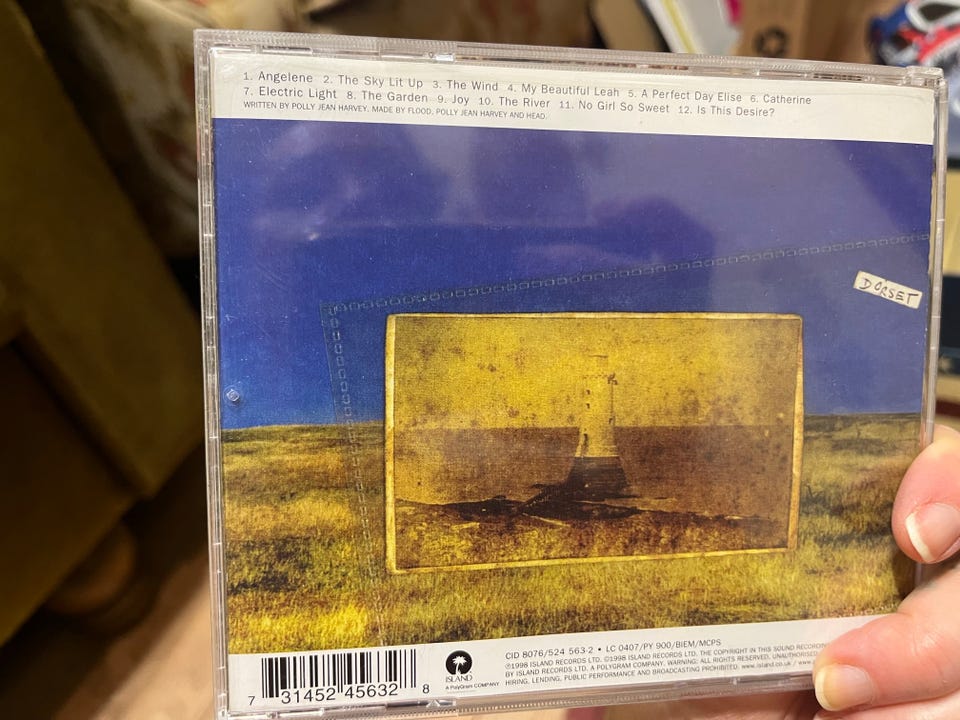 1. Angelene 2. The Sky Lit Up 3. The Wind 4. My Beautiful Leah 5. A Perfect Day Elise 6. Catherine
7. Electric Light 8. The Garden 9. Joy 10. The River 11. No Girl So Sweet 12. Is This Desire?
WRITTEN BY POLLY JEAN HARVEY. MADE BY FLOOD, POLLY JEAN HARVEY AND HEAD.
DORSET
CID 8076/524 563-2 • LC 0407/PY 900/BIEM/MCPS
℗1998 ISLAND RECORDS LTD. ©1998 ISLAND RECORDS LTD. THE COPYRIGHT IN THIS SOUND RECORDING
BY ISLAND RECORDS LTD. A POLYGRAM COMPANY. WARNING: ALL RIGHTS RESERVED. UNAUTHORISED
HIRING, LENDING, PUBLIC PERFORMANCE AND BROADCASTING PROHIBITED. www.island.co.uk / www
ISLAND
A PolyGram COMPANY
7 31452 45632 8